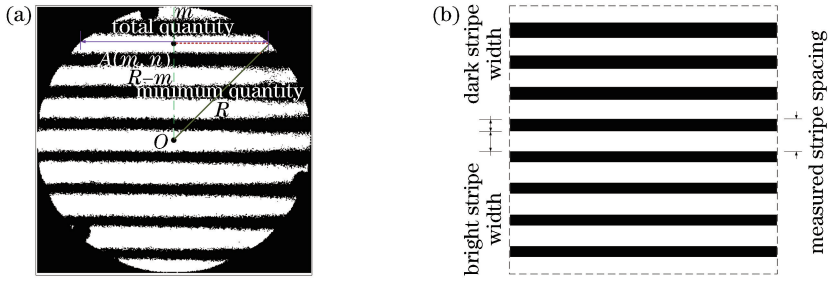 (a)
m
total quantity
A(m, n)
R−m
minimum quantity
R
O
(b)
dark stripe
width
bright stripe
width
measured stripe spacing